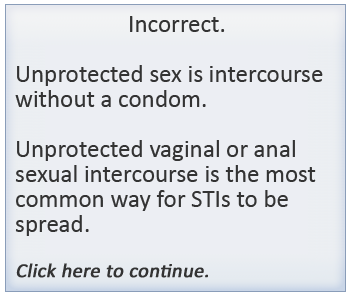 Incorrect.
Unprotected sex is intercourse
without a condom.
Unprotected vaginal or anal
sexual intercourse is the most
common way for STIs to be
spread.
Click here to continue.